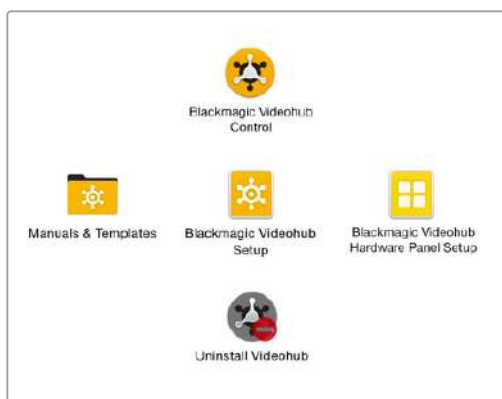 Blackmagic Videohub
Control
Manuals & Templates
Blackmagic Videohub
Setup
Blackmagic Videohub
Hardware Panel Setup
Uninstall Videohub